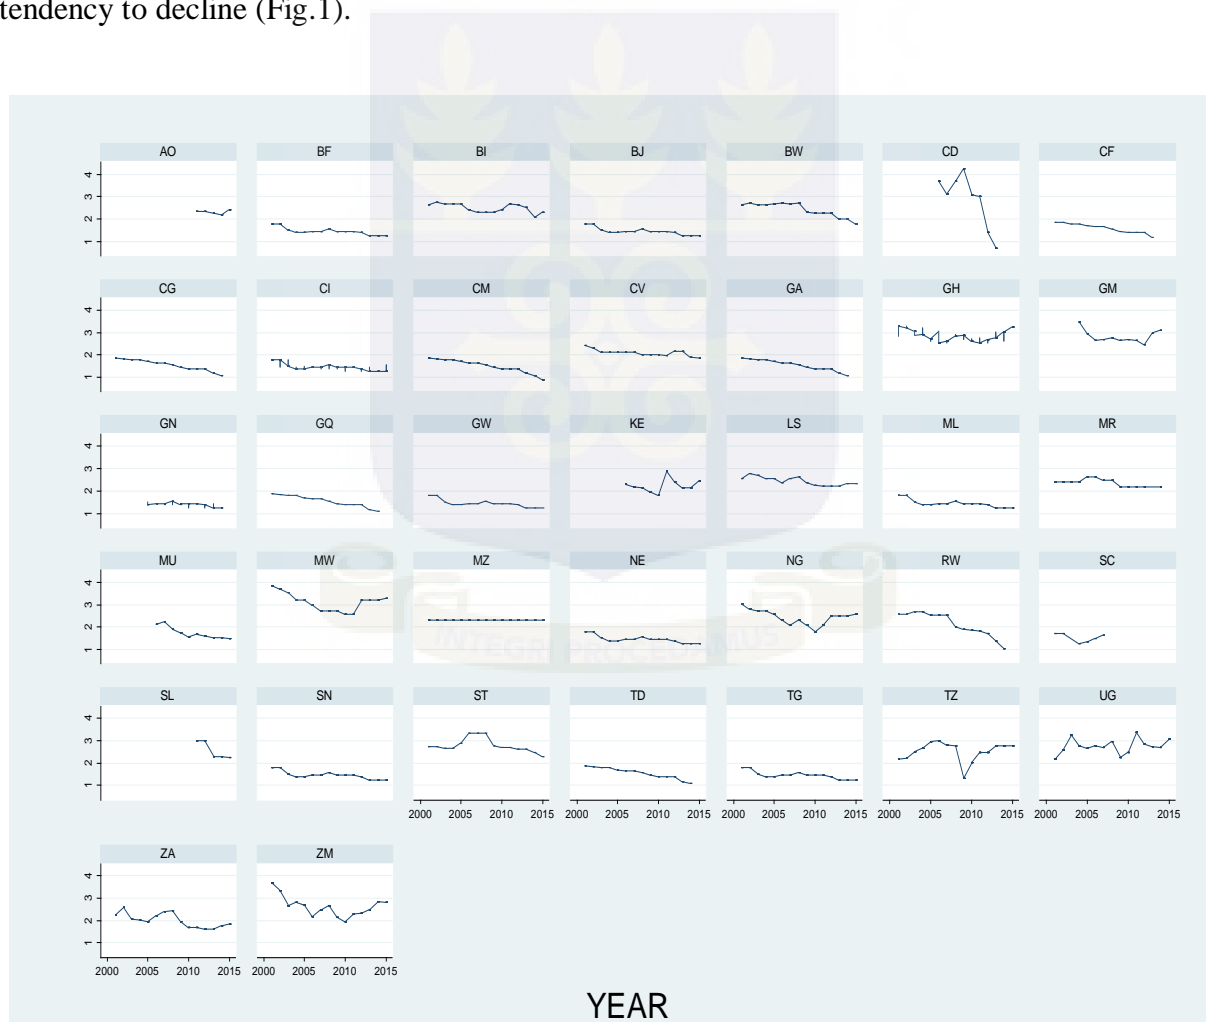 tendency to decline (Fig.1).
AO BF BI BJ BW CD CF
4
3
2
1
CG CI CM CV GA GH GM
4
3
2
1
GN GQ GW KE LS ML MR
4
3
2
1
MU MW MZ NE NG RW SC
4
3
2
1
INTEGRI PROCEDAMUS
SL SN ST TD TG TZ UG
4
3
2
1
2000 2005 2010 2015 2000 2005 2010 2015 2000 2005 2010 2015 2000 2005 2010 2015 2000 2005 2010 2015
ZA ZM
4
3
2
1
2000 2005 2010 2015 2000 2005 2010 2015
YEAR